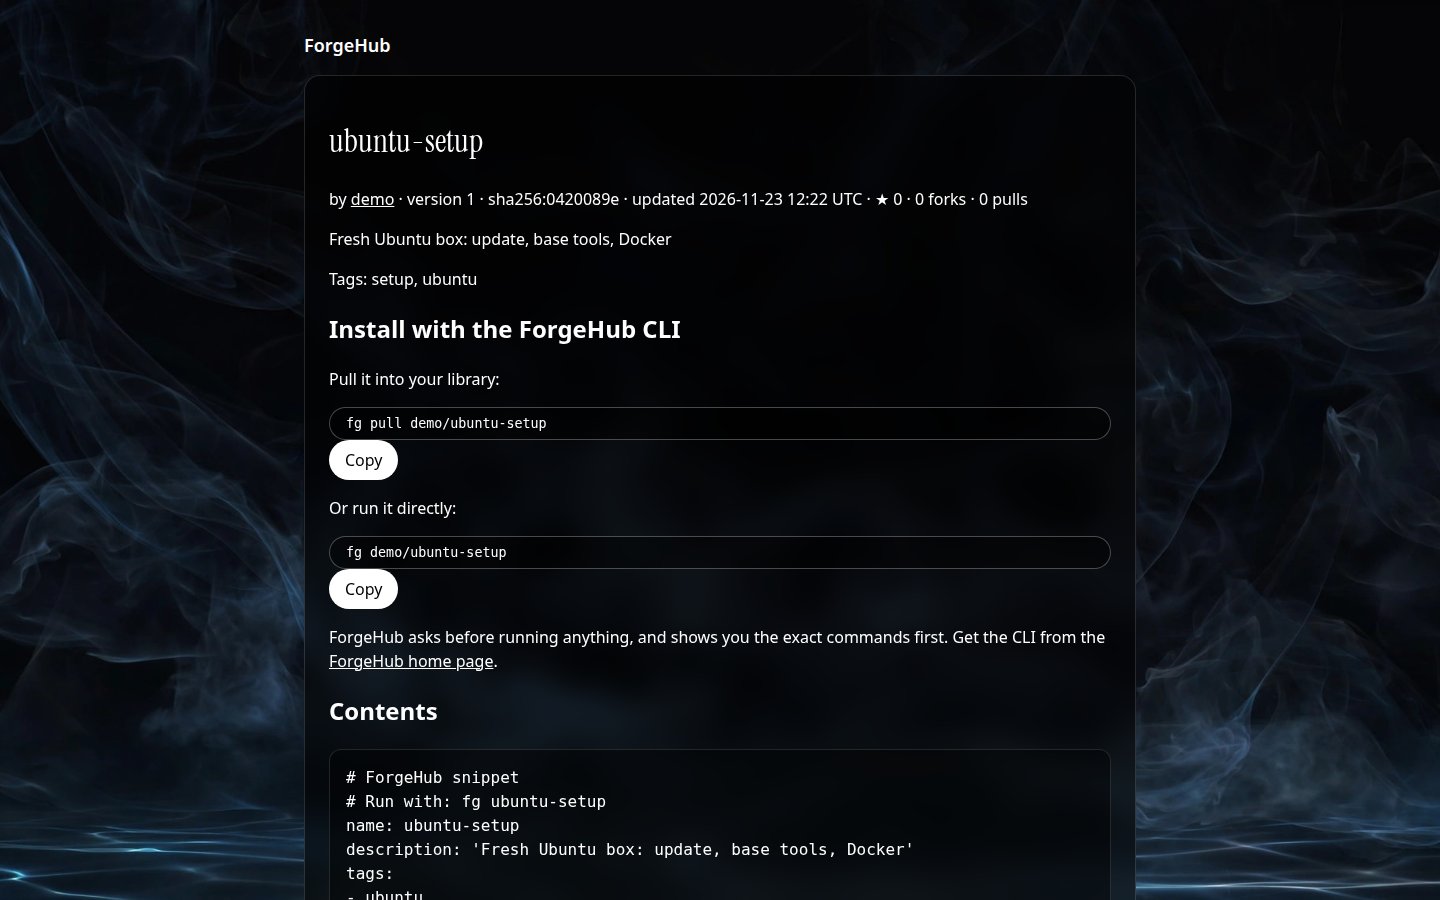 ForgeHub
ubuntu-setup
by demo · version 1 · sha256:0420089e · updated 2026-11-23 12:22 UTC · ★ 0 · 0 forks · 0 pulls
Fresh Ubuntu box: update, base tools, Docker
Tags: setup, ubuntu
Install with the ForgeHub CLI
Pull it into your library:
fg pull demo/ubuntu-setup
Copy
Or run it directly:
fg demo/ubuntu-setup
Copy
ForgeHub asks before running anything, and shows you the exact commands first. Get the CLI from the
ForgeHub home page.
Contents
# ForgeHub snippet
# Run with: fg ubuntu-setup
name: ubuntu-setup
description: 'Fresh Ubuntu box: update, base tools, Docker'
tags:
- ubuntu